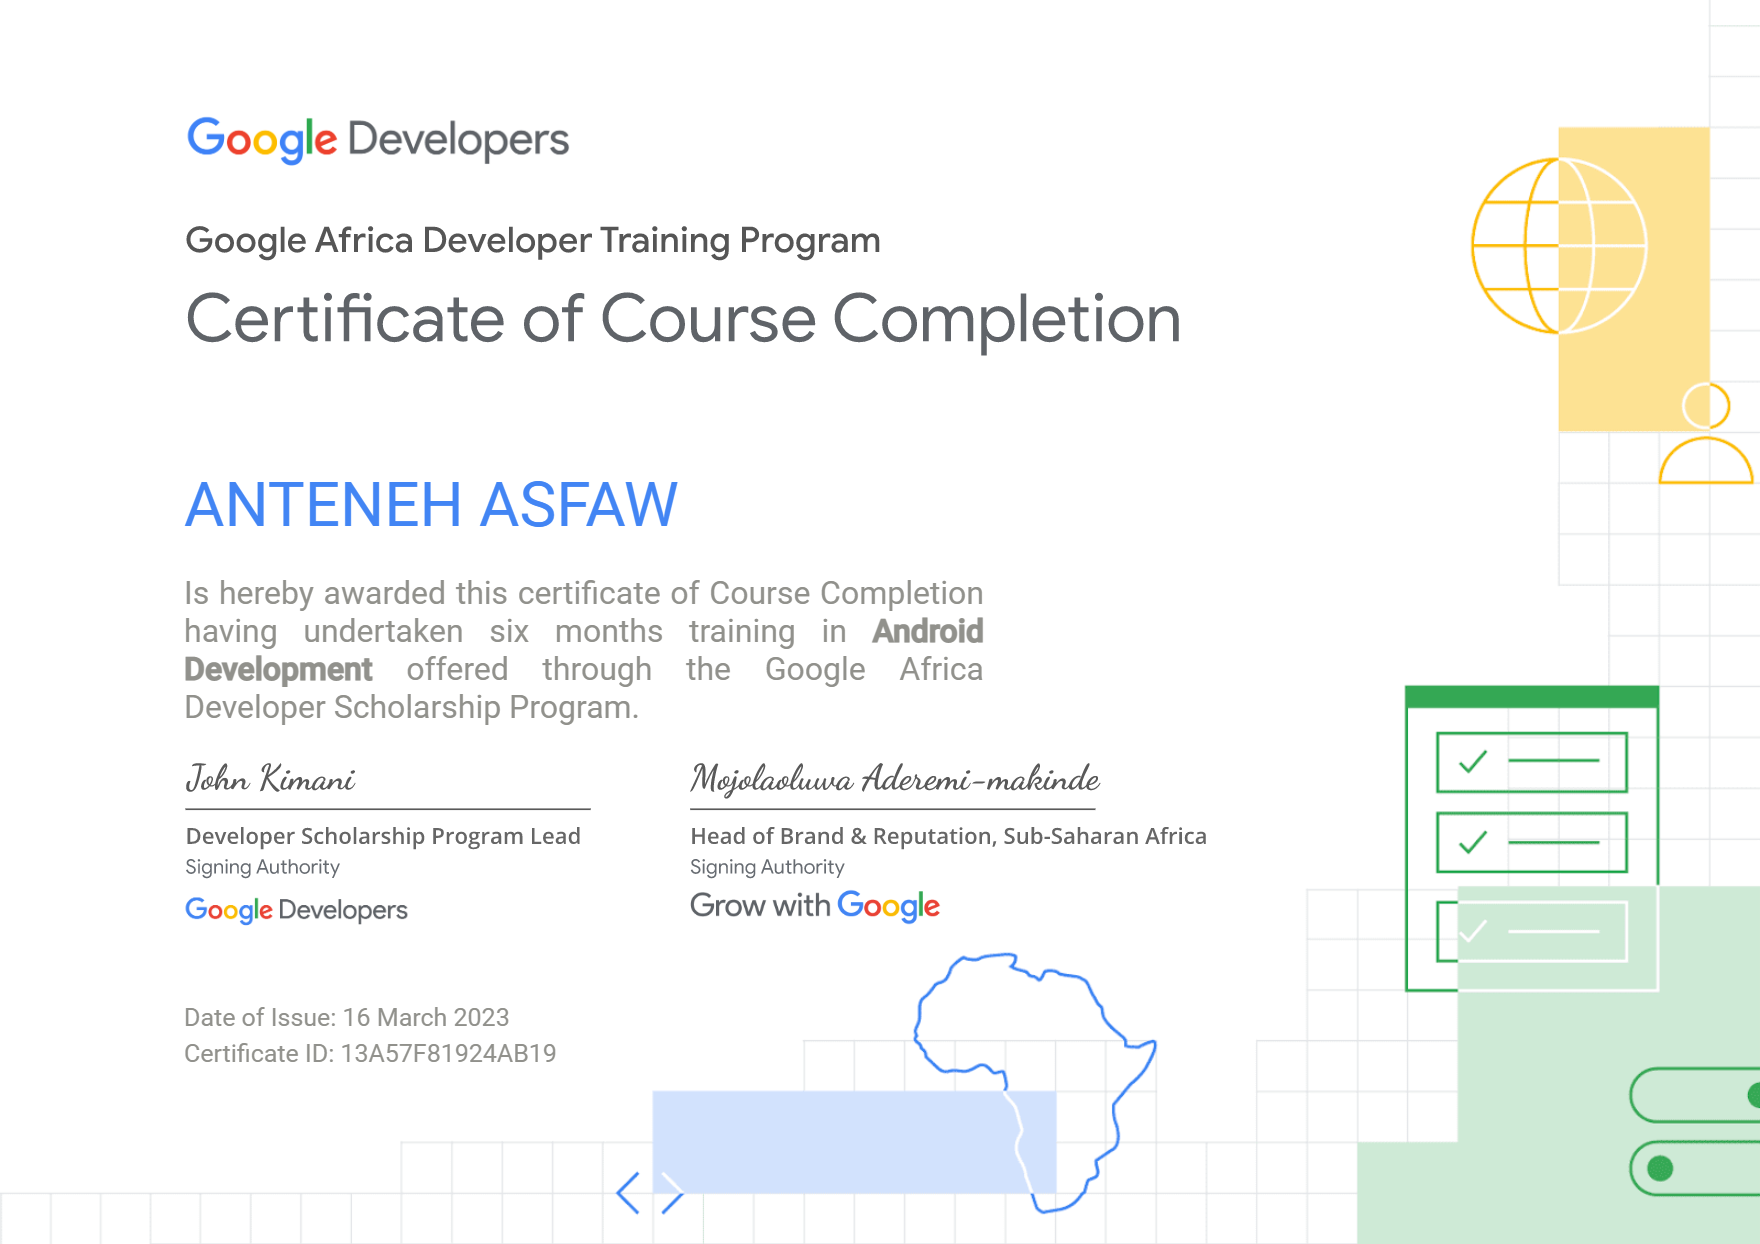 Google Developers
Google Africa Developer Training Program
Certificate of Course Completion
ANTENEH ASFAW
Is hereby awarded this certificate of Course Completion
having undertaken six months training in Android
Development offered through the Google Africa
Developer Scholarship Program.
John Kimani
Developer Scholarship Program Lead
Signing Authority
Google Developers
Mojolaoluwa Aderemi-makinde
Head of Brand & Reputation, Sub-Saharan Africa
Signing Authority
Grow with Google
Date of Issue: 16 March 2023
Certificate ID: 13A57F81924AB19